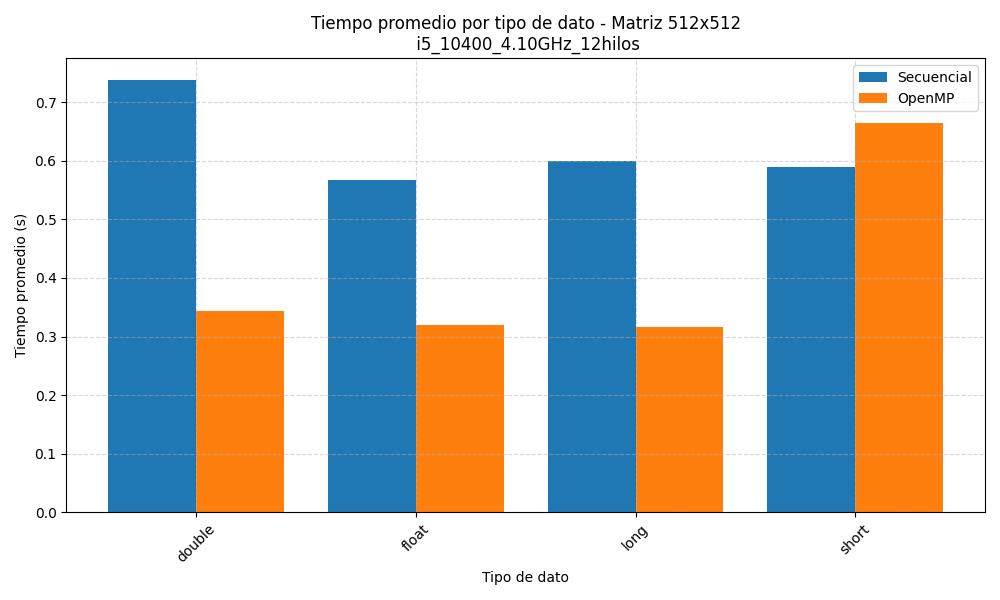 Tiempo promedio por tipo de dato - Matriz 512x512
i5_10400_4.10GHz_12hilos
Secuencial
OpenMP
Tiempo promedio (s)
0.7
0.6
0.5
0.4
0.3
0.2
0.1
0.0
double
float
long
short
Tipo de dato